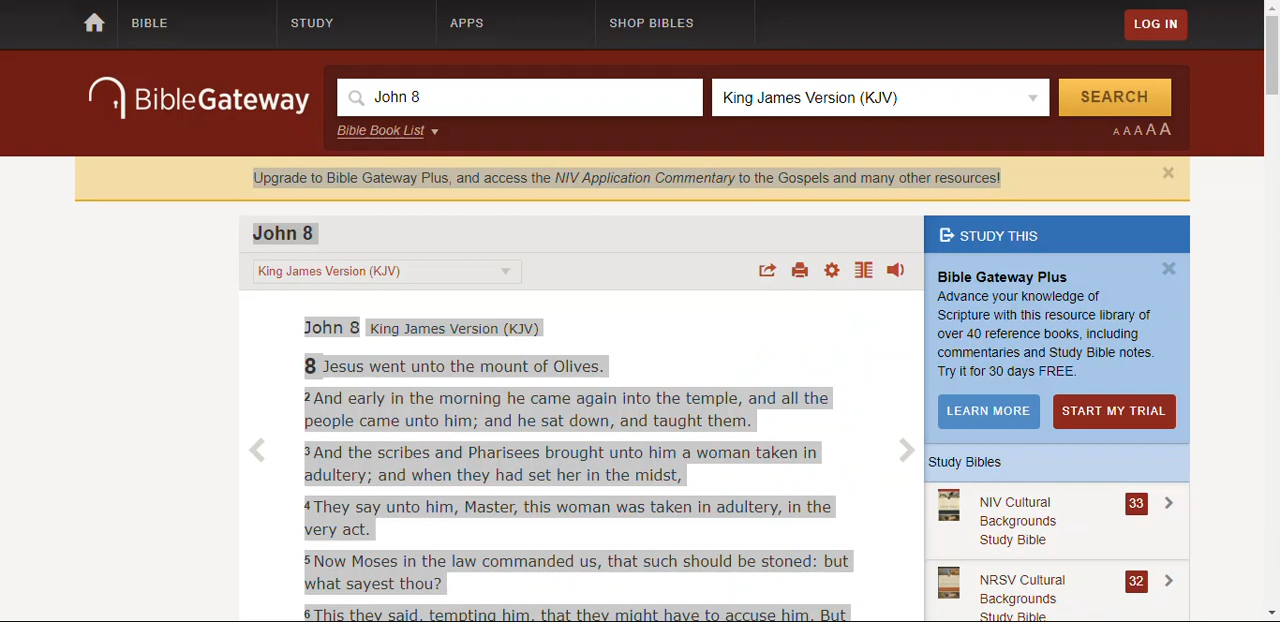 BIBLE STUDY APPS SHOP BIBLES LOG IN
BibleGateway
John 8
King James Version (KJV)
SEARCH
Bible Book List
A A A A A
Upgrade to Bible Gateway Plus, and access the NIV Application Commentary to the Gospels and many other resources!
John 8
King James Version (KJV)
John 8 King James Version (KJV)
8 Jesus went unto the mount of Olives.
2 And early in the morning he came again into the temple, and all the
people came unto him; and he sat down, and taught them.
3 And the scribes and Pharisees brought unto him a woman taken in
adultery; and when they had set her in the midst,
4 They say unto him, Master, this woman was taken in adultery, in the
very act.
5 Now Moses in the law commanded us, that such should be stoned: but
what sayest thou?
6 This they said, tempting him, that they might have to accuse him. But
STUDY THIS
Bible Gateway Plus
Advance your knowledge of
Scripture with this resource library of
over 40 reference books, including
commentaries and Study Bible notes.
Try it for 30 days FREE.
LEARN MORE START MY TRIAL
Study Bibles
NIV Cultural
Backgrounds
Study Bible
33
NRSV Cultural
Backgrounds
Study Bible
32